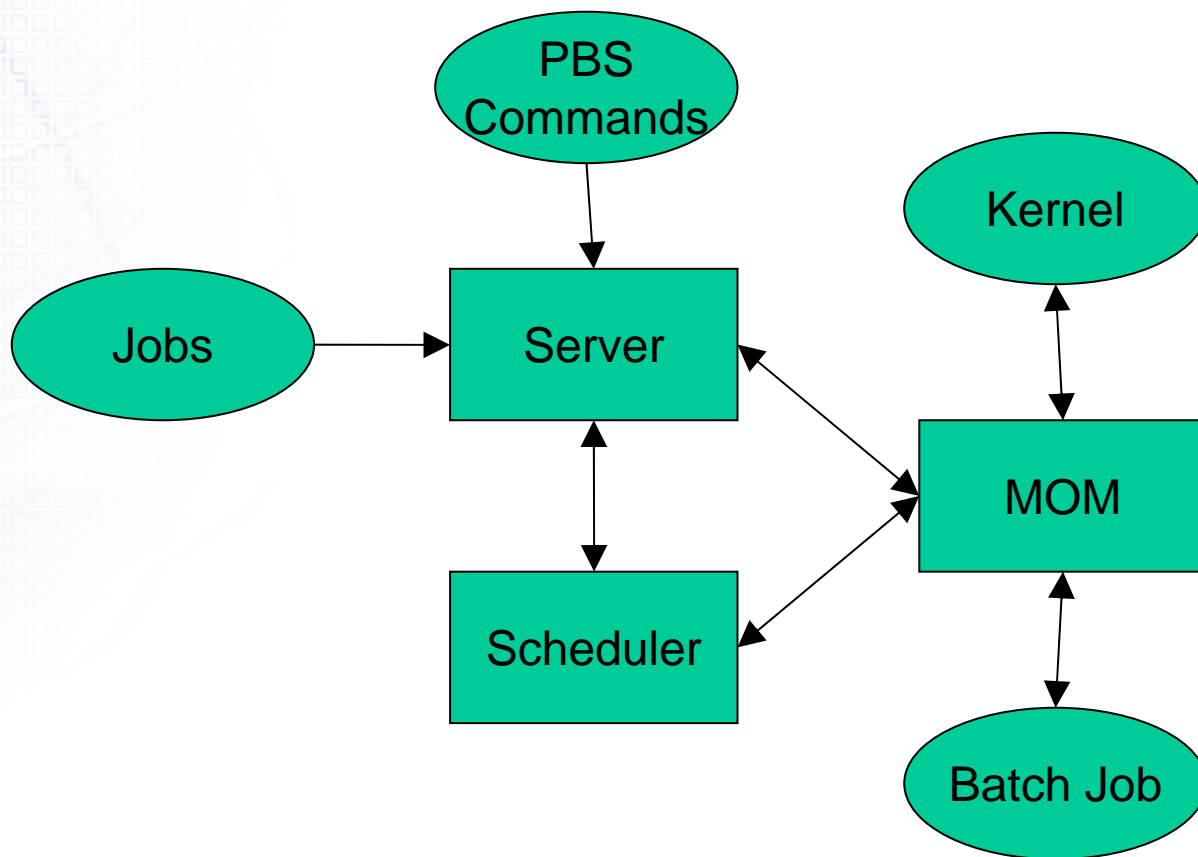 PBS
Commands
Kernel
Jobs
Server
MOM
Scheduler
Batch Job